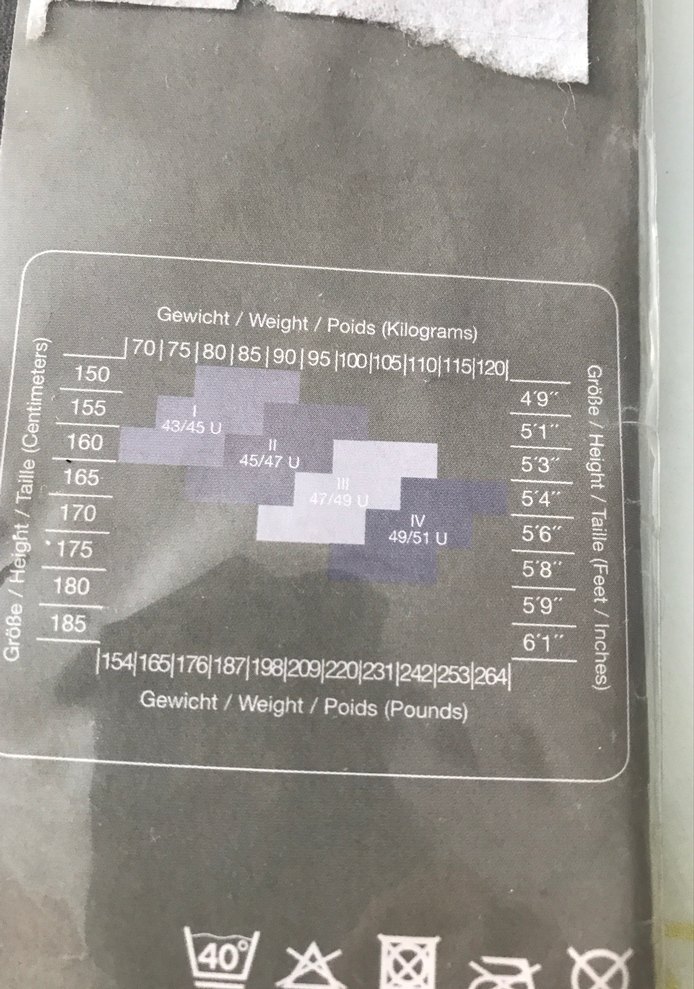 Gewicht / Weight / Poids (Kilograms)
|70|75|80|85|90|95|100|105|110|115|120|
Größe / Height / Taille (Centimeters)
150
155
160
165
170
175
180
185
I
43/45 U
II
45/47 U
III
47/49 U
IV
49/51 U
4'9"
5'1"
5'3"
5'4"
5'6"
5'8"
5'9"
6'1"
Größe / Height / Taille (Feet / Inches)
|154|165|176|187|198|209|220|231|242|253|264|
Gewicht / Weight / Poids (Pounds)
40°